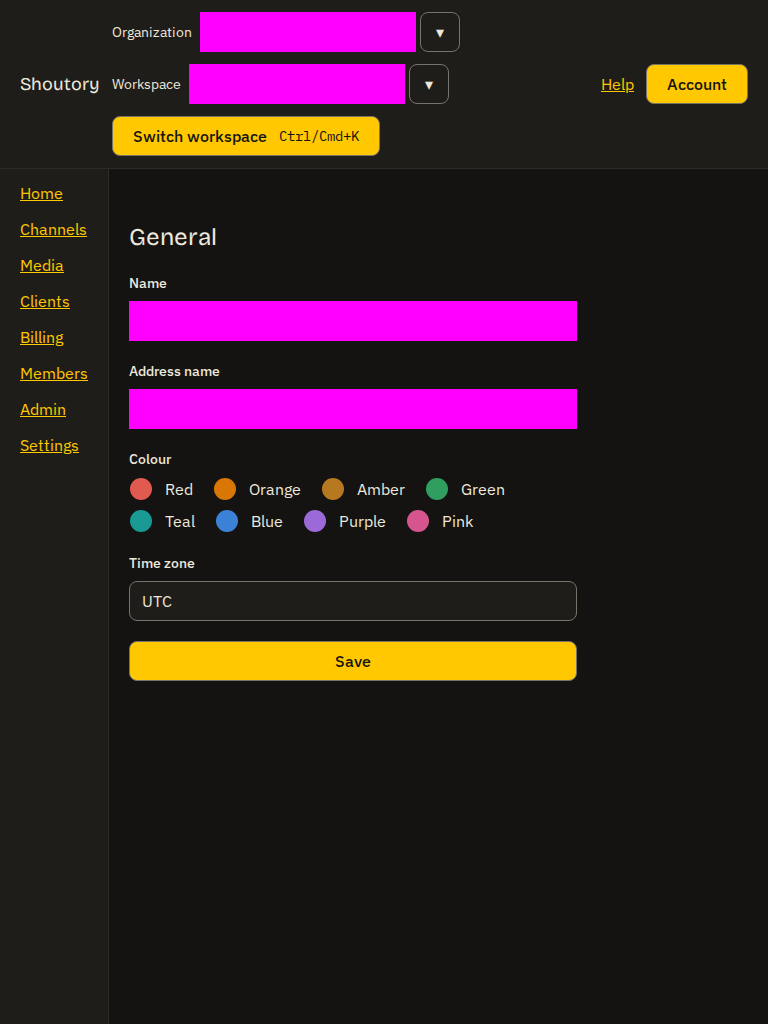 Organization
▼
Shoutory
Workspace
▼
Help
Account
Switch workspace Ctrl/Cmd+K
Home
Channels
Media
Clients
Billing
Members
Admin
Settings
General
Name
Address name
Colour
Red Orange Amber Green
Teal Blue Purple Pink
Time zone
UTC
Save